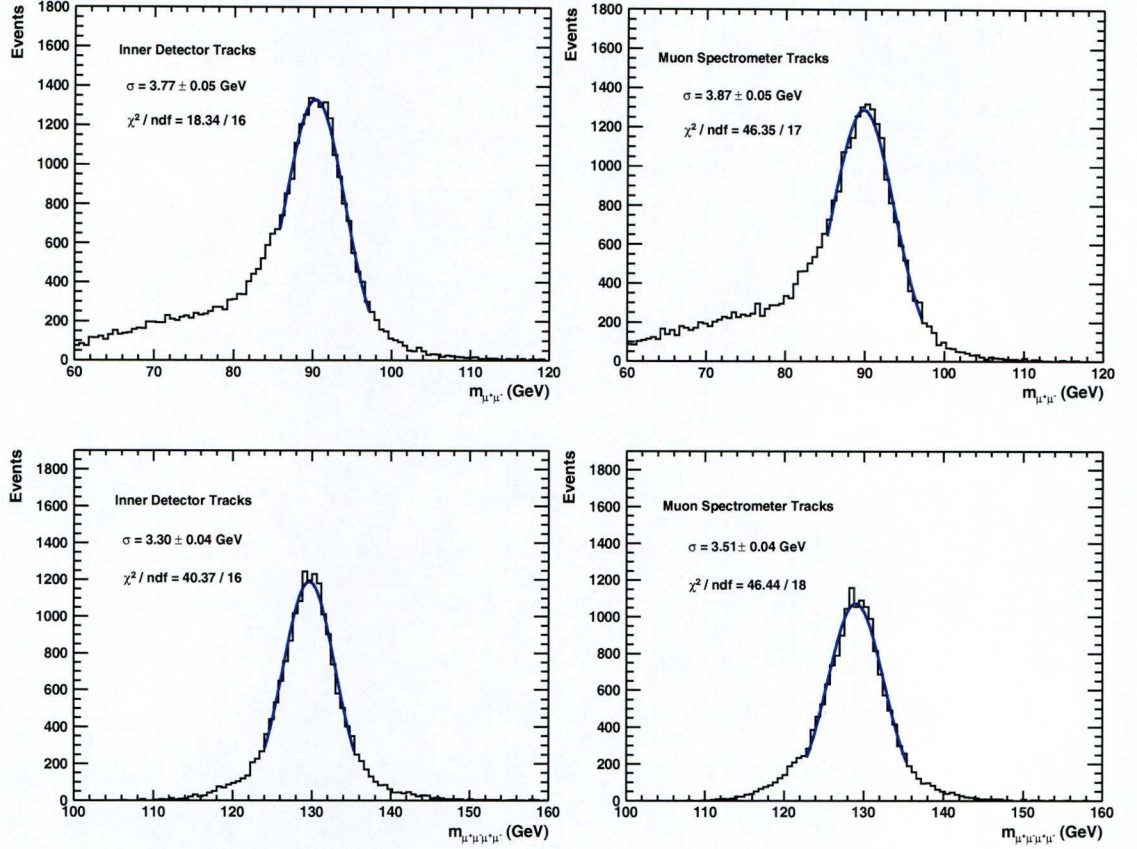 Events
1800
1600
1400
1200
1000
800
600
400
200
0
Inner Detector Tracks
σ = 3.77 ± 0.05 GeV
χ² / ndf = 18.34 / 16
60 70 80 90 100 110 120
mμ⁺μ⁻ (GeV)
Events
1800
1600
1400
1200
1000
800
600
400
200
0
Muon Spectrometer Tracks
σ = 3.87 ± 0.05 GeV
χ² / ndf = 46.35 / 17
60 70 80 90 100 110 120
mμ⁺μ⁻ (GeV)
Events
1800
1600
1400
1200
1000
800
600
400
200
0
Inner Detector Tracks
σ = 3.30 ± 0.04 GeV
χ² / ndf = 40.37 / 16
100 110 120 130 140 150 160
mμ⁺μ⁻μ⁺μ⁻ (GeV)
Events
1800
1600
1400
1200
1000
800
600
400
200
0
Muon Spectrometer Tracks
σ = 3.51 ± 0.04 GeV
χ² / ndf = 46.44 / 18
100 110 120 130 140 150 160
mμ⁺μ⁻μ⁺μ⁻ (GeV)